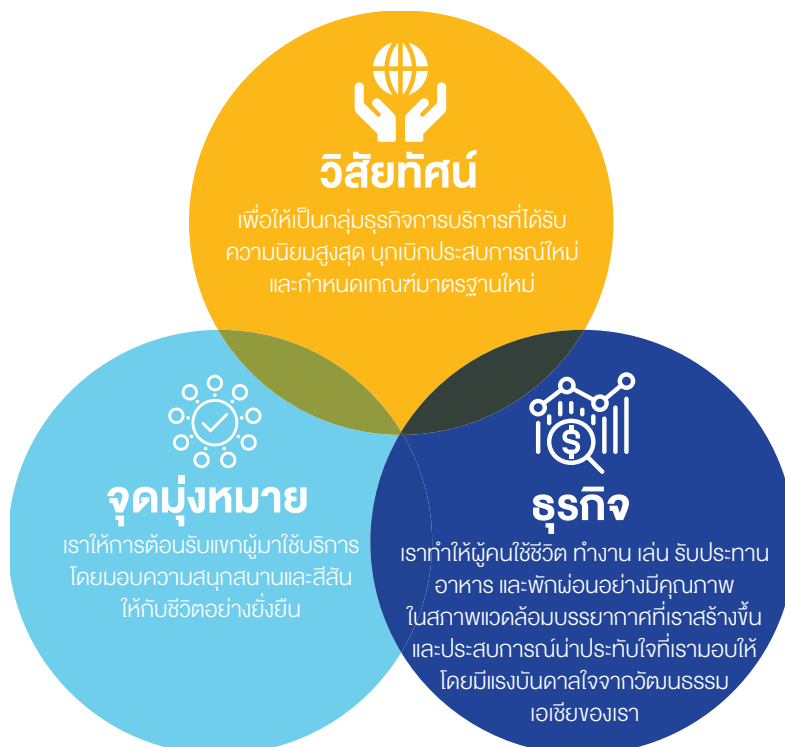 วิสัยทัศน์
เพื่อให้เป็นกลุ่มธุรกิจการบริการที่ได้รับ
ความนิยมสูงสุด บุกเบิกประสบการณ์ใหม่
และกำหนดเกณฑ์มาตรฐานใหม่
จุดมุ่งหมาย
เราให้การต้อนรับแขกผู้มาใช้บริการ
โดยมอบความสนุกสนานและสีสัน
ให้กับชีวิตอย่างยั่งยืน
$
ธุรกิจ
เราทำให้ผู้คนใช้ชีวิต ทำงาน เล่น รับประทาน
อาหาร และพักผ่อนอย่างมีคุณภาพ
ในสภาพแวดล้อมบรรยากาศที่เราสร้างขึ้น
และประสบการณ์น่าประทับใจที่เรามอบให้
โดยมีแรงบันดาลใจจากวัฒนธรรม
เอเชียของเรา